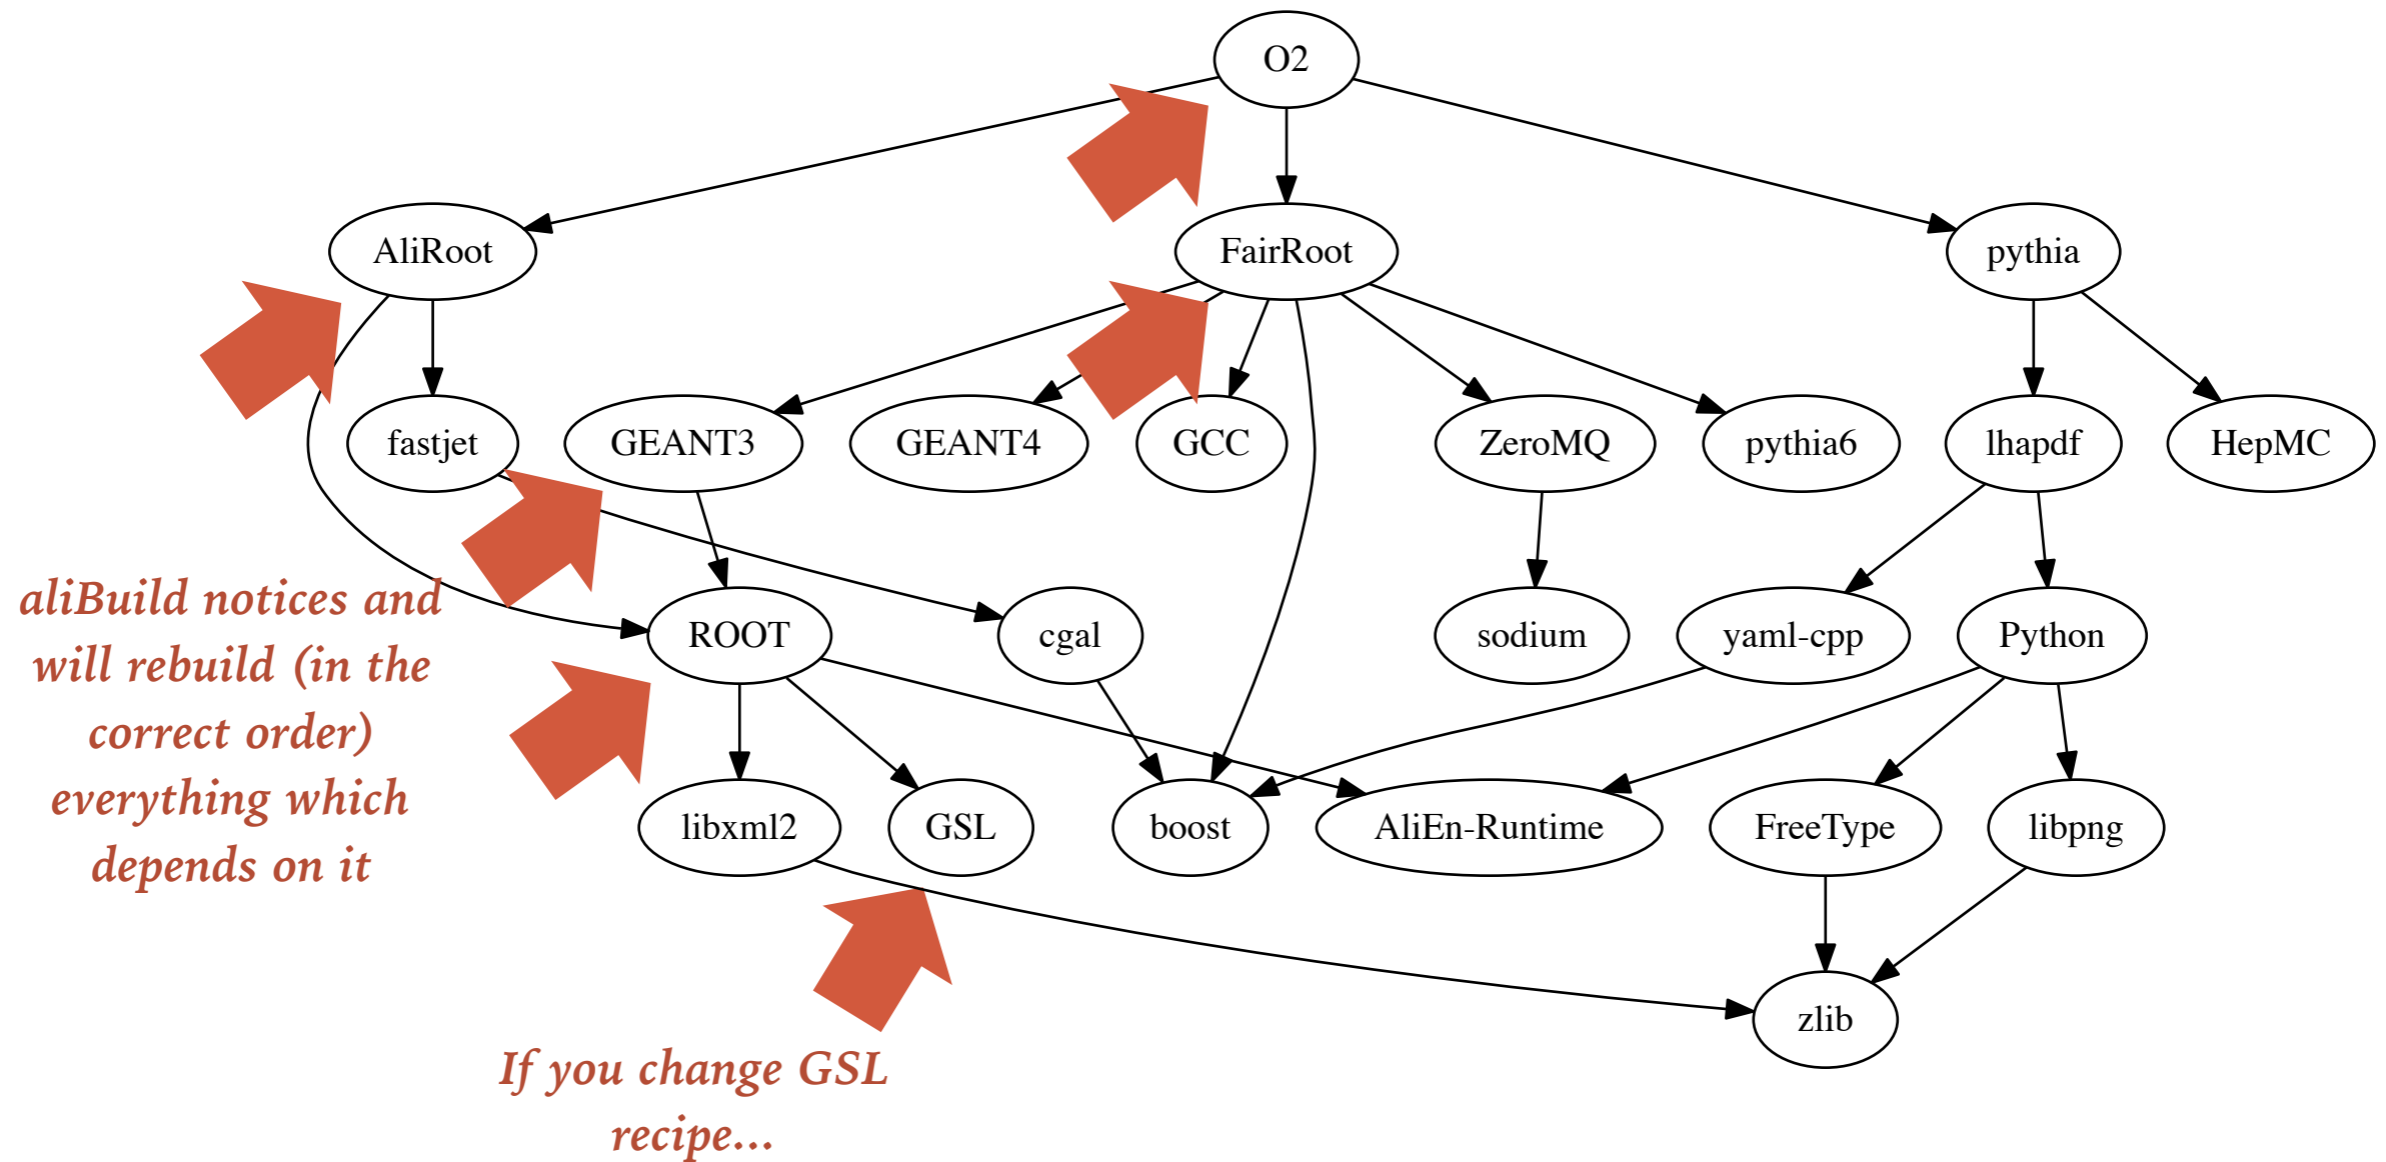 O2
AliRoot
FairRoot
pythia
fastjet
GEANT3
GEANT4
GCC
ZeroMQ
pythia6
lhapdf
HepMC
ROOT
cgal
sodium
yaml-cpp
Python
libxml2
GSL
boost
AliEn-Runtime
FreeType
libpng
zlib
aliBuild notices and
will rebuild (in the
correct order)
everything which
depends on it
If you change GSL
recipe...